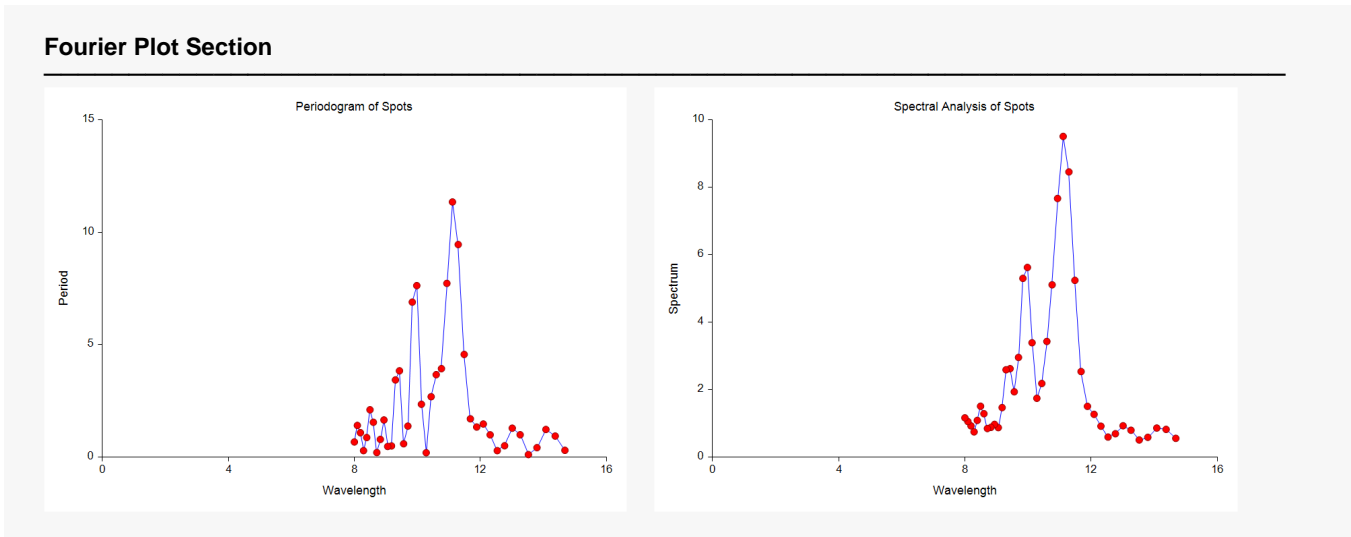 Fourier Plot Section
Periodogram of Spots
15
10
5
0
Period
0 4 8 12 16
Wavelength
Spectral Analysis of Spots
10
8
6
4
2
0
Spectrum
0 4 8 12 16
Wavelength